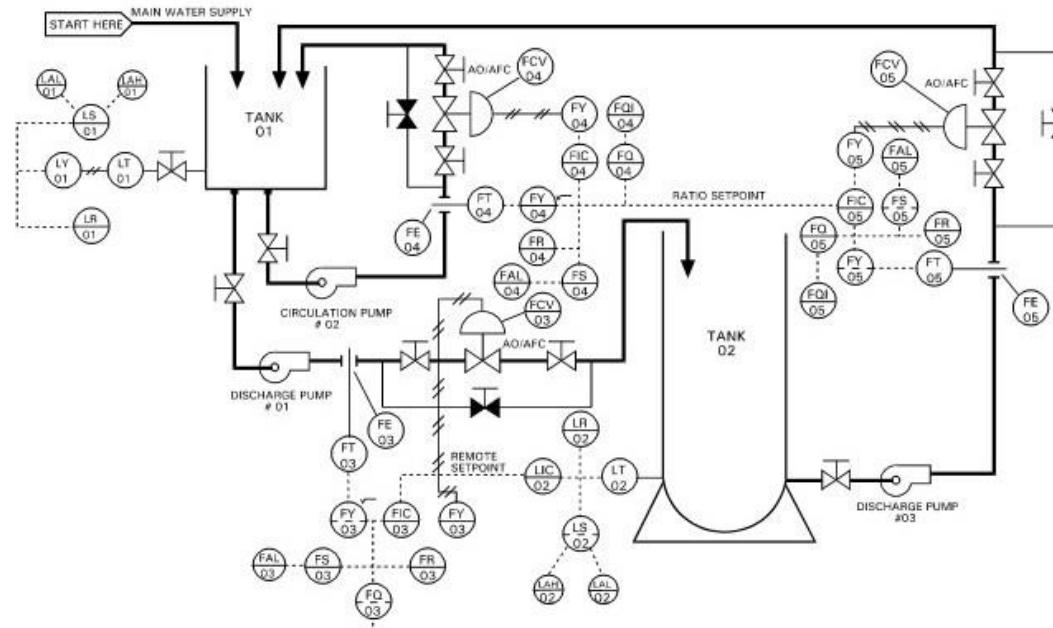 MAIN WATER SUPPLY
START HERE
AO/AFC
FCV
04
FCV
05
AO/AFC
LAL
01
LAH
01
LS
01
TANK
01
FY
04
FQI
04
FY
05
FAL
05
LY
01
LT
01
FIC
04
FQ
04
RATIO SETPOINT
FT
04
FY
04
FIC
05
FS
05
LR
01
FE
04
FR
04
FQ
05
FR
05
FAL
04
FS
04
FY
05
FT
05
CIRCULATION PUMP
# 02
FCV
03
FQI
05
FE
05
AO/AFC
TANK
02
DISCHARGE PUMP
# 01
FE
03
FT
03
REMOTE
SETPOINT
LR
02
LIC
02
LT
02
DISCHARGE PUMP
#03
FY
03
FIC
03
FY
03
LS
02
FAL
03
FS
03
FR
03
LAH
02
LAL
02
FQ
03